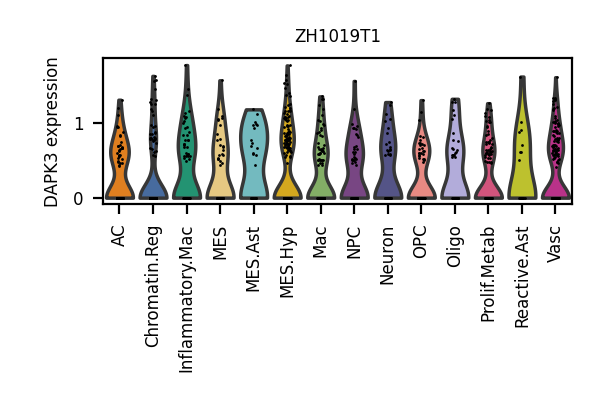 ZH1019T1
DAPK3 expression
1
0
AC
Chromatin.Reg
Inflammatory.Mac
MES
MES.Ast
MES.Hyp
Mac
NPC
Neuron
OPC
Oligo
Prolif.Metab
Reactive.Ast
Vasc